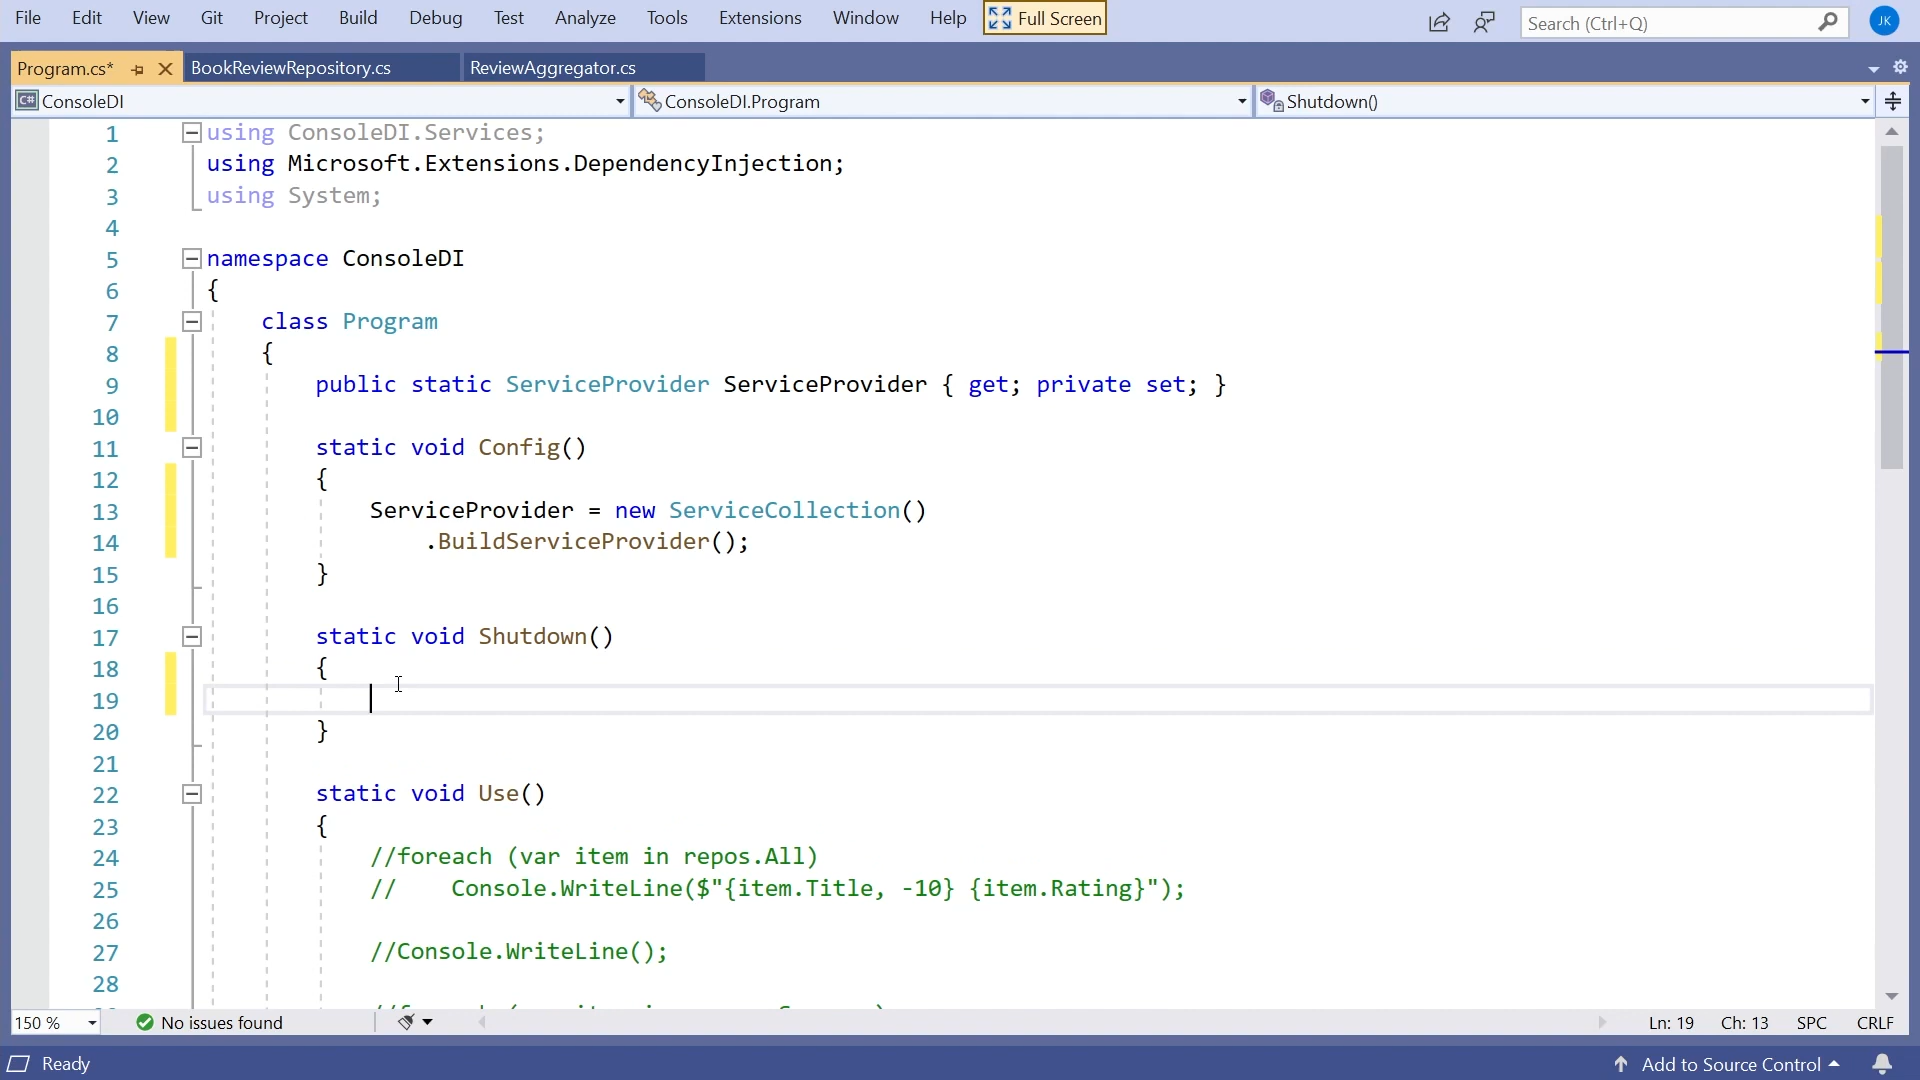 File Edit View Git Project Build Debug Test Analyze Tools Extensions Window Help Full Screen Search (Ctrl+Q) JK
Program.cs* BookReviewRepository.cs ReviewAggregator.cs
C# ConsoleDI ConsoleDI.Program Shutdown()
1 using ConsoleDI.Services;
2 using Microsoft.Extensions.DependencyInjection;
3 using System;
4
5 namespace ConsoleDI
6 {
7 class Program
8 {
9 public static ServiceProvider ServiceProvider { get; private set; }
10
11 static void Config()
12 {
13 ServiceProvider = new ServiceCollection()
14 .BuildServiceProvider();
15 }
16
17 static void Shutdown()
18 {
19
20 }
21
22 static void Use()
23 {
24 //foreach (var item in repos.All)
25 // Console.WriteLine($"{item.Title, -10} {item.Rating}");
26
27 //Console.WriteLine();
28
150 % No issues found Ln: 19 Ch: 13 SPC CRLF
Ready Add to Source Control